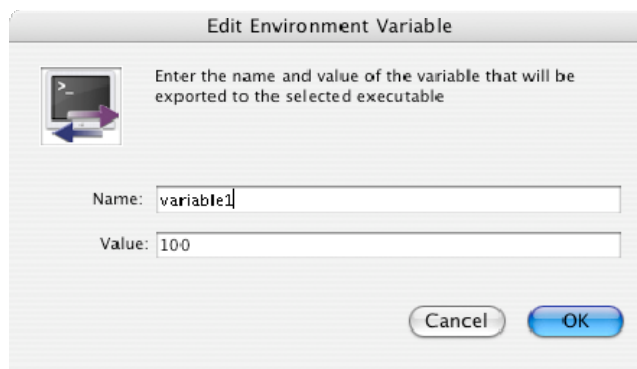 Edit Environment Variable
>_
Enter the name and value of the variable that will be
exported to the selected executable
Name: variable1
Value: 100
Cancel OK